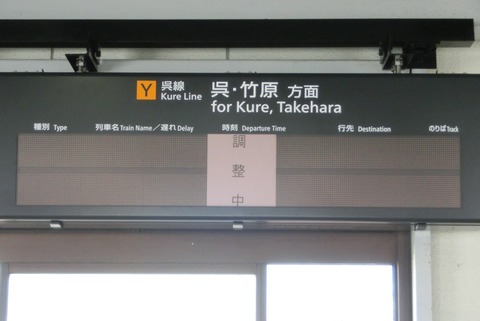 Y 呉線 呉・竹原 方面
Kure Line for Kure, Takehara
種別 Type 列車名 Train Name／遅れ Delay 時刻 Departure Time 行先 Destination のりば Track
調
整
中